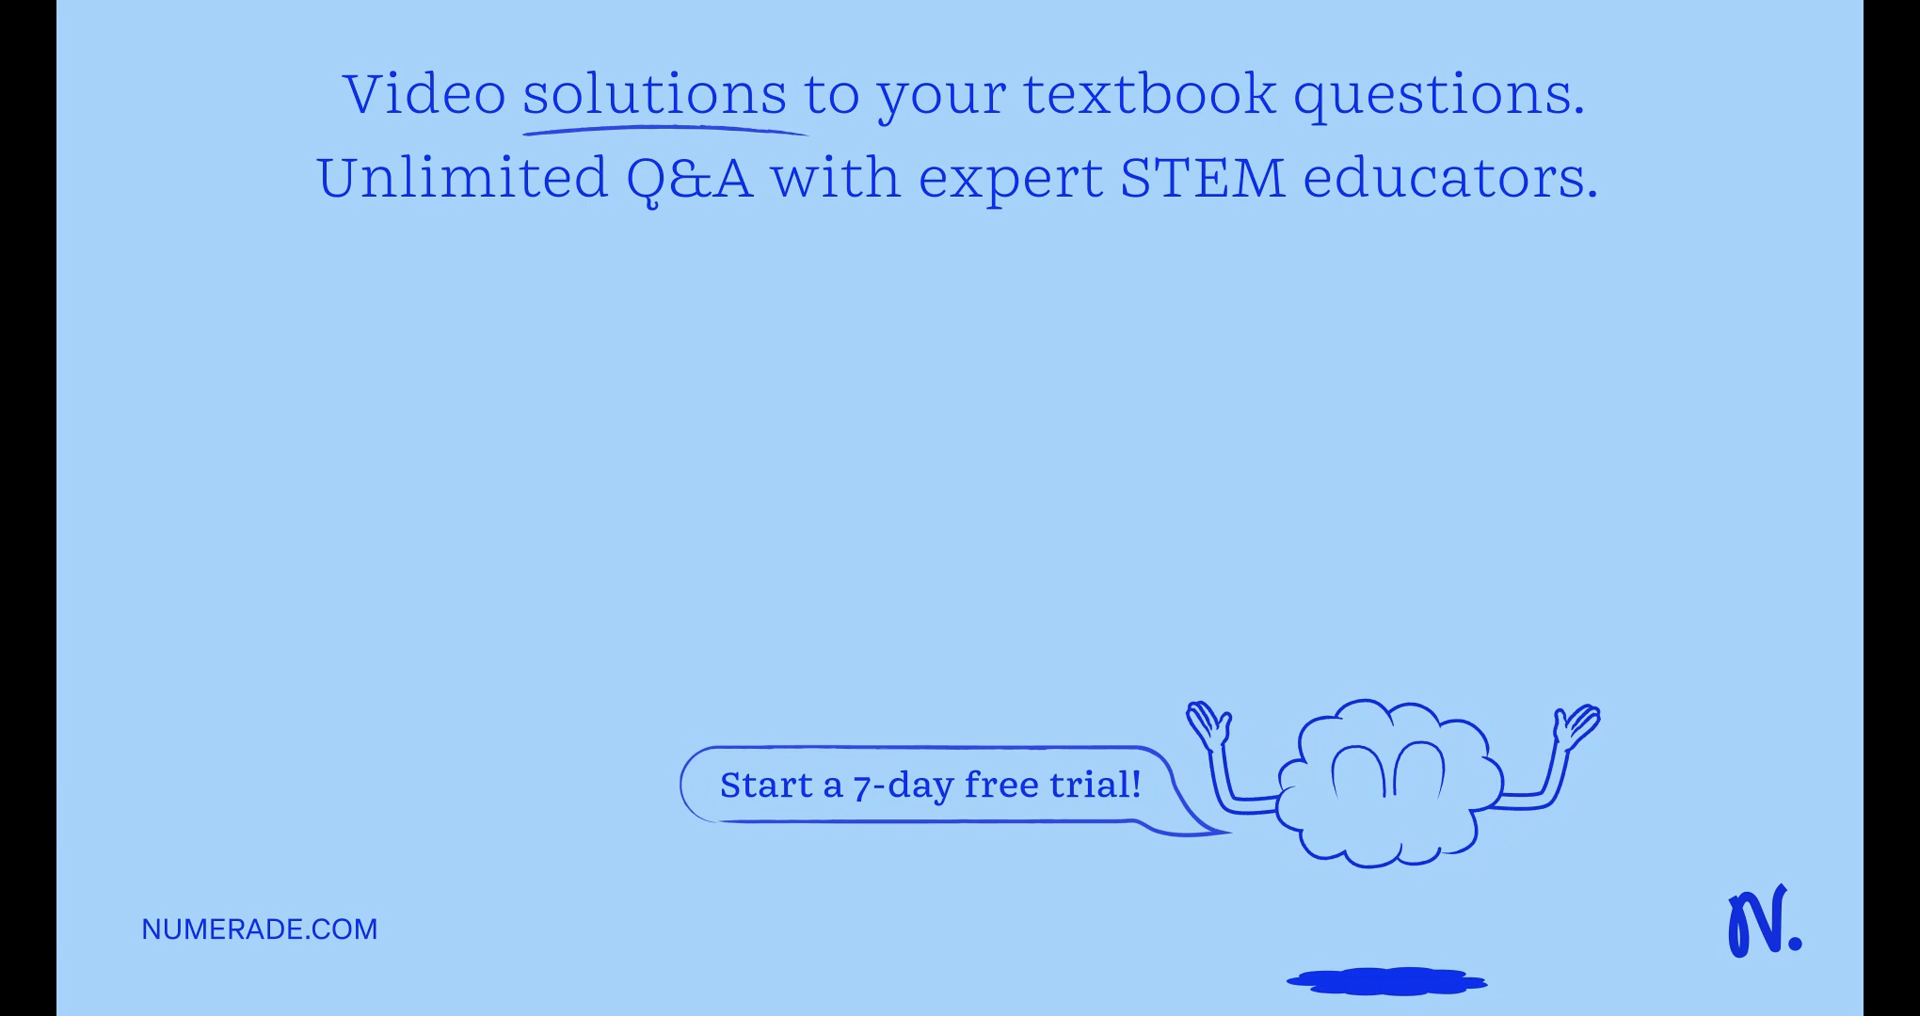 Video solutions to your textbook questions.
Unlimited Q&A with expert STEM educators.
Start a 7-day free trial!
NUMERADE.COM
N.